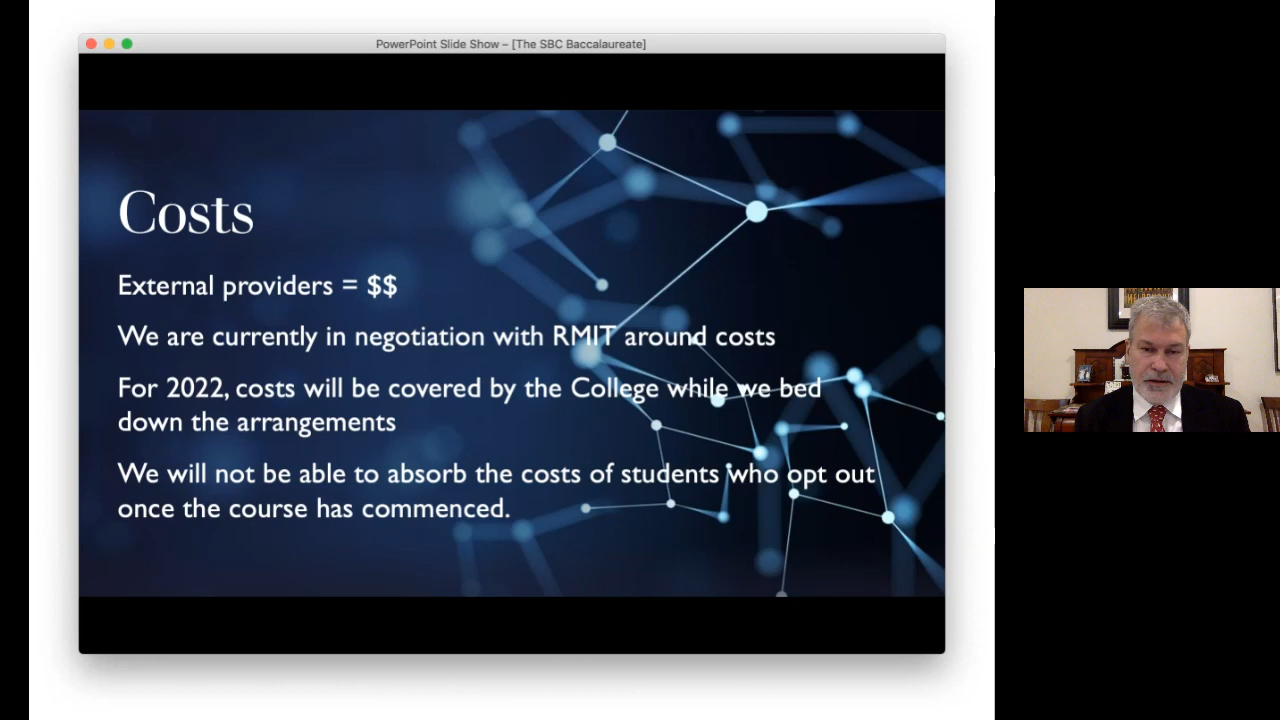 PowerPoint Slide Show – [The SBC Baccalaureate]
Costs
External providers = $$
We are currently in negotiation with RMIT around costs
For 2022, costs will be covered by the College while we bed
down the arrangements
We will not be able to absorb the costs of students who opt out
once the course has commenced.